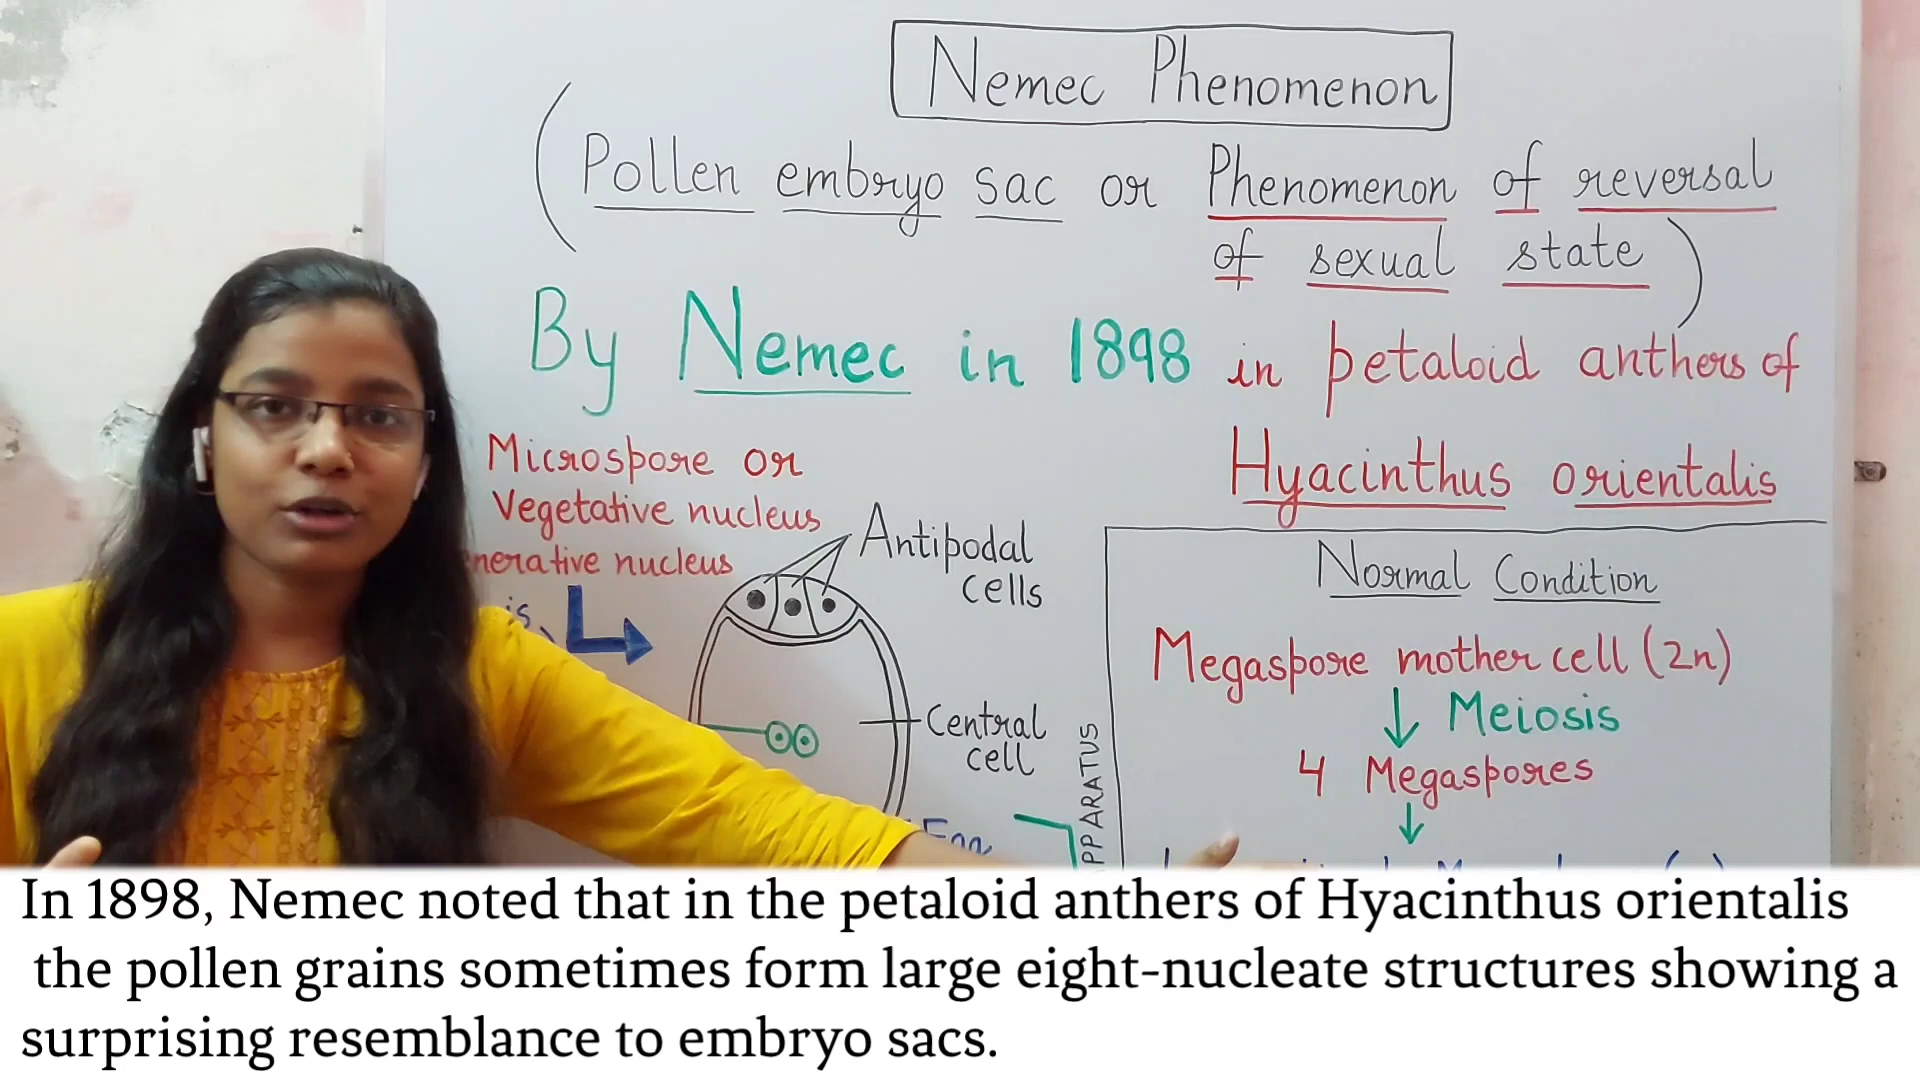 Nemec Phenomenon
(Pollen embryo sac or Phenomenon of reversal
of sexual state)
By Nemec in 1898 in petaloid anthers of
Hyacinthus orientalis
Microspore or
Vegetative nucleus
nerative nucleus
is
Antipodal
cells
Central
cell
Egg
PPARATUS
Normal Condition
Megaspore mother cell (2n)
↓ Meiosis
4 Megaspores
↓
In 1898, Nemec noted that in the petaloid anthers of Hyacinthus orientalis
the pollen grains sometimes form large eight-nucleate structures showing a
surprising resemblance to embryo sacs.